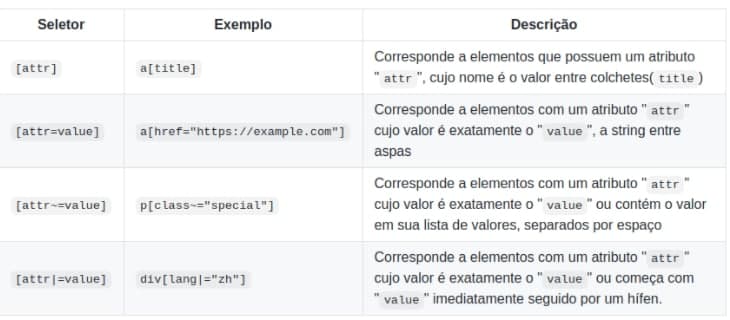 Seletor Exemplo Descrição
[attr] a[title] Corresponde a elementos que possuem um atributo
" attr ", cujo nome é o valor entre colchetes( title )
Corresponde a elementos com um atributo " attr "
[attr=value] a[href="https://example.com"] cujo valor é exatamente o " value ", a string entre
aspas
Corresponde a elementos com um atributo " attr "
[attr~=value] p[class~="special"] cujo valor é exatamente o " value " ou contém o valor
em sua lista de valores, separados por espaço
Corresponde a elementos com um atributo " attr "
[attr|=value] div[lang|="zh"] cujo valor é exatamente o " value " ou começa com
" value " imediatamente seguido por um hífen.